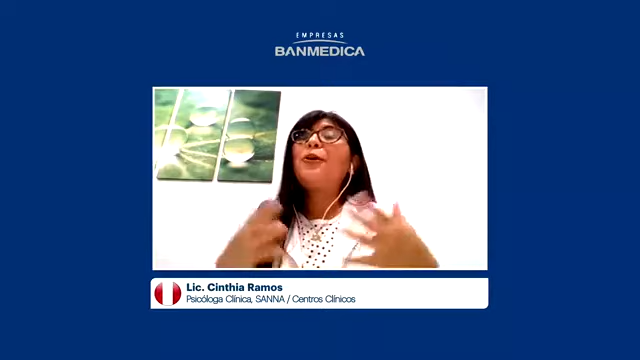 EMPRESAS
BANMEDICA
Lic. Cinthia Ramos
Psicóloga Clínica, SANNA / Centros Clínicos